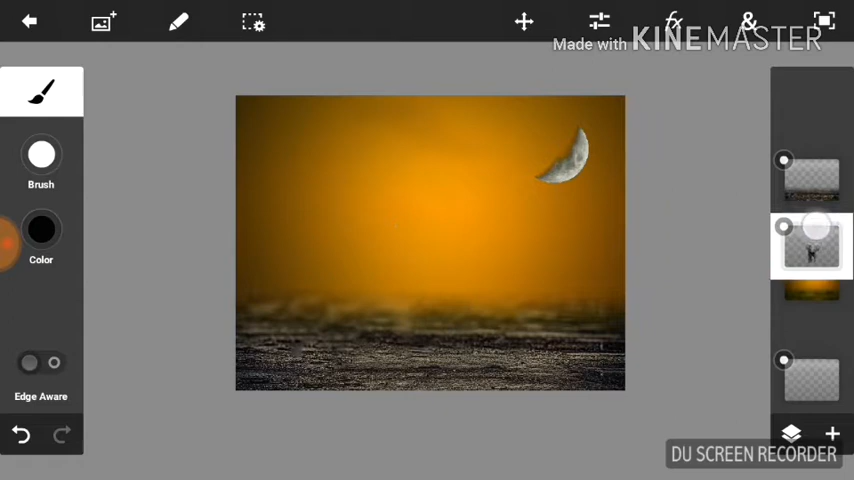 &
Made with KINEMASTER
Brush
Color
Edge Aware
DU SCREEN RECORDER